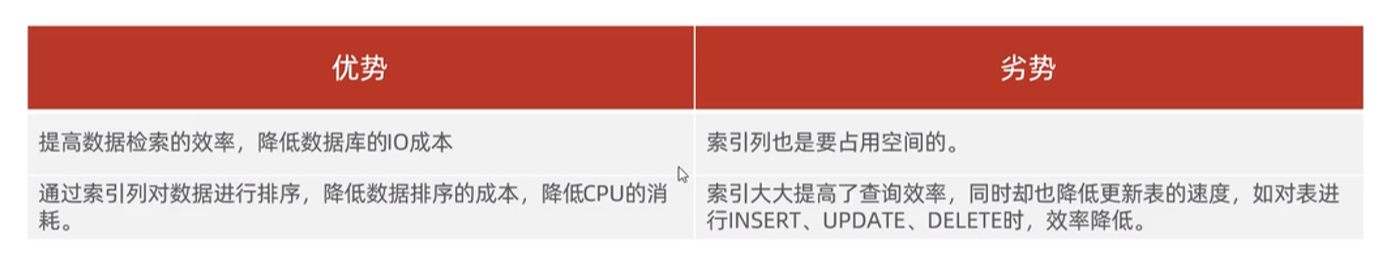 优势
劣势
提高数据检索的效率，降低数据库的IO成本
索引列也是要占用空间的。
通过索引列对数据进行排序，降低数据排序的成本，降低CPU的消
耗。
索引大大提高了查询效率，同时却也降低更新表的速度，如对表进
行INSERT、UPDATE、DELETE时，效率降低。